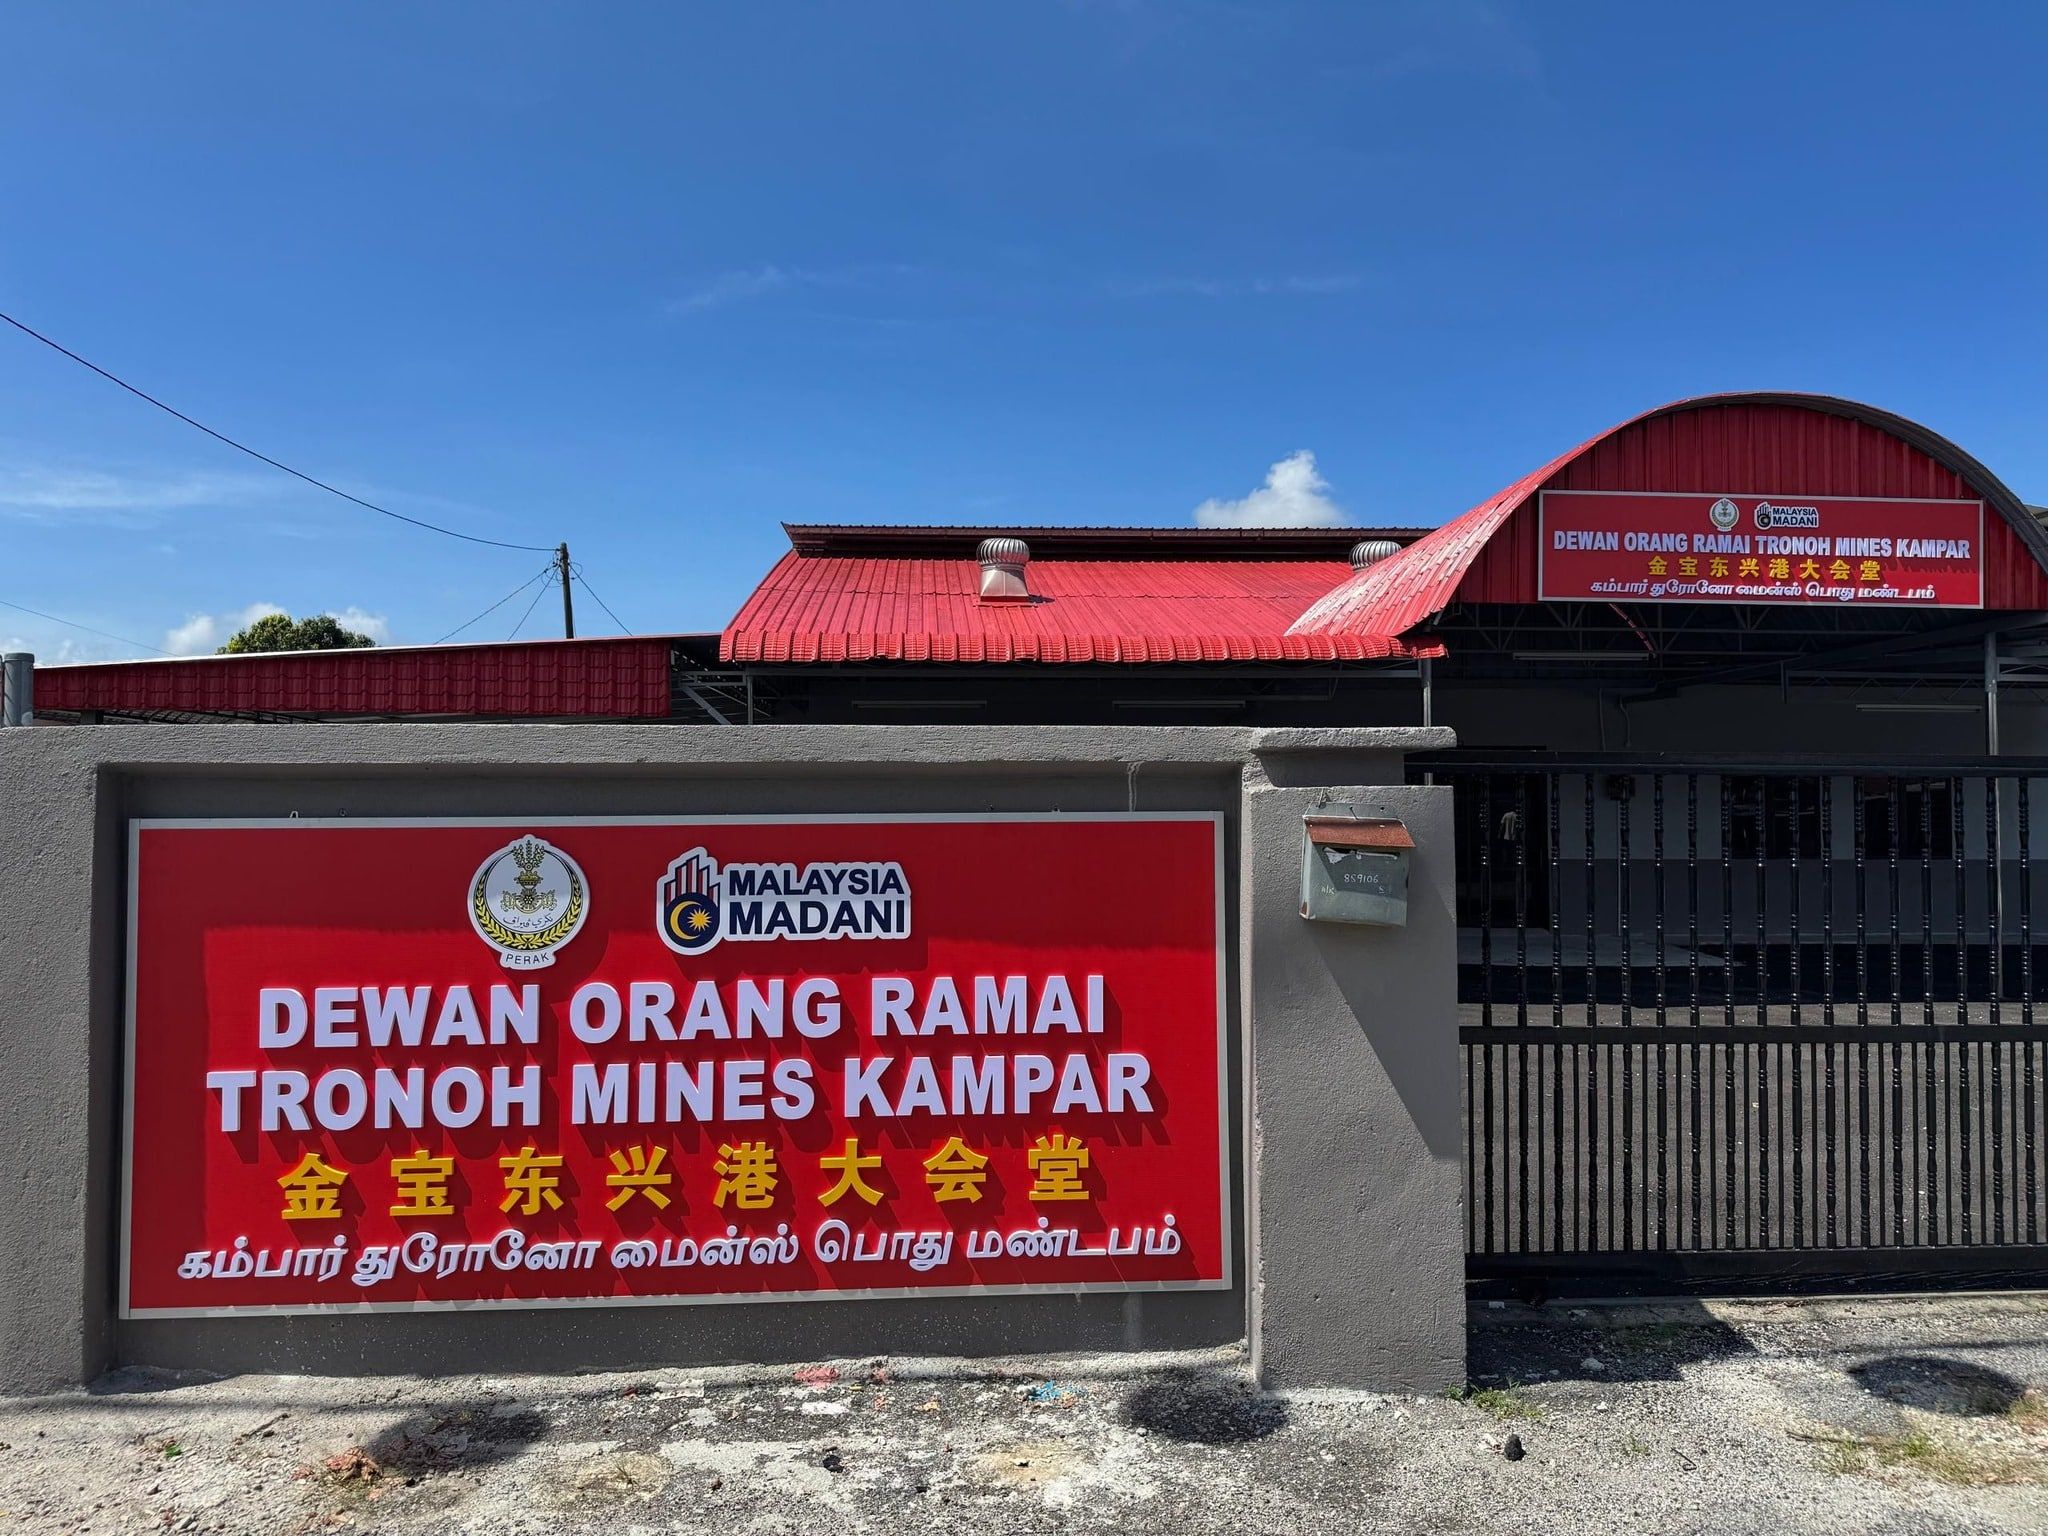 PERAK
MALAYSIA
MADANI
DEWAN ORANG RAMAI
TRONOH MINES KAMPAR
金宝东兴港大会堂
கம்பார் துரோனோ மைன்ஸ் பொது மண்டபம்
MALAYSIA
MADANI
DEWAN ORANG RAMAI TRONOH MINES KAMPAR
金宝东兴港大会堂
கம்பார் துரோனோ மைன்ஸ் பொது மண்டபம்
859106